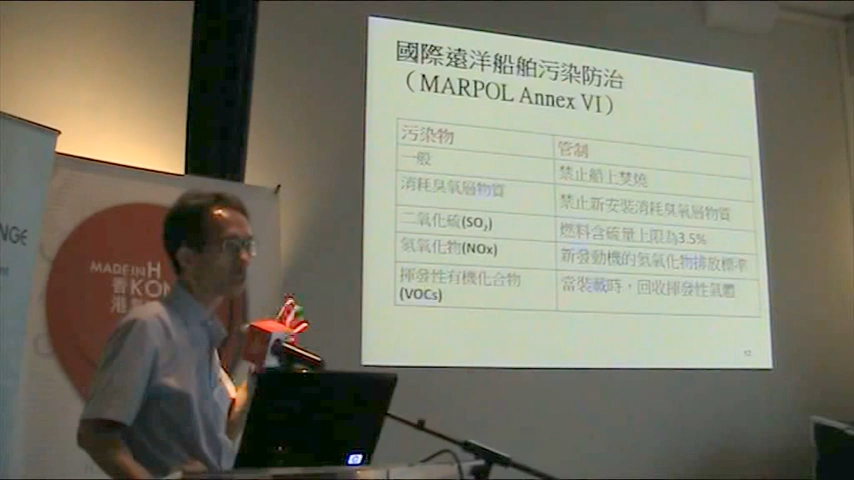 國際遠洋船舶污染防治
（MARPOL Annex VI）
污染物
管制
一般
禁止船上焚燒
消耗臭氧層物質
禁止新安裝消耗臭氧層物質
二氧化硫(SO₂)
燃料含硫量上限為3.5%
氮氧化物(NOx)
新發動機的氮氧化物排放標準
揮發性有機化合物
(VOCs)
當裝載時，回收揮發性氣體
12
NGE
MADE IN H
香KON
港